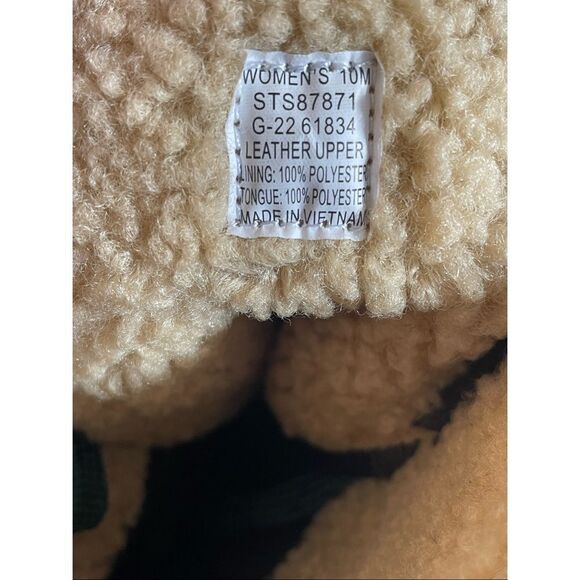 WOMEN'S 10M
STS87871
G-22 61834
LEATHER UPPER
LINING: 100% POLYESTER
TONGUE: 100% POLYESTER
MADE IN VIETNAM